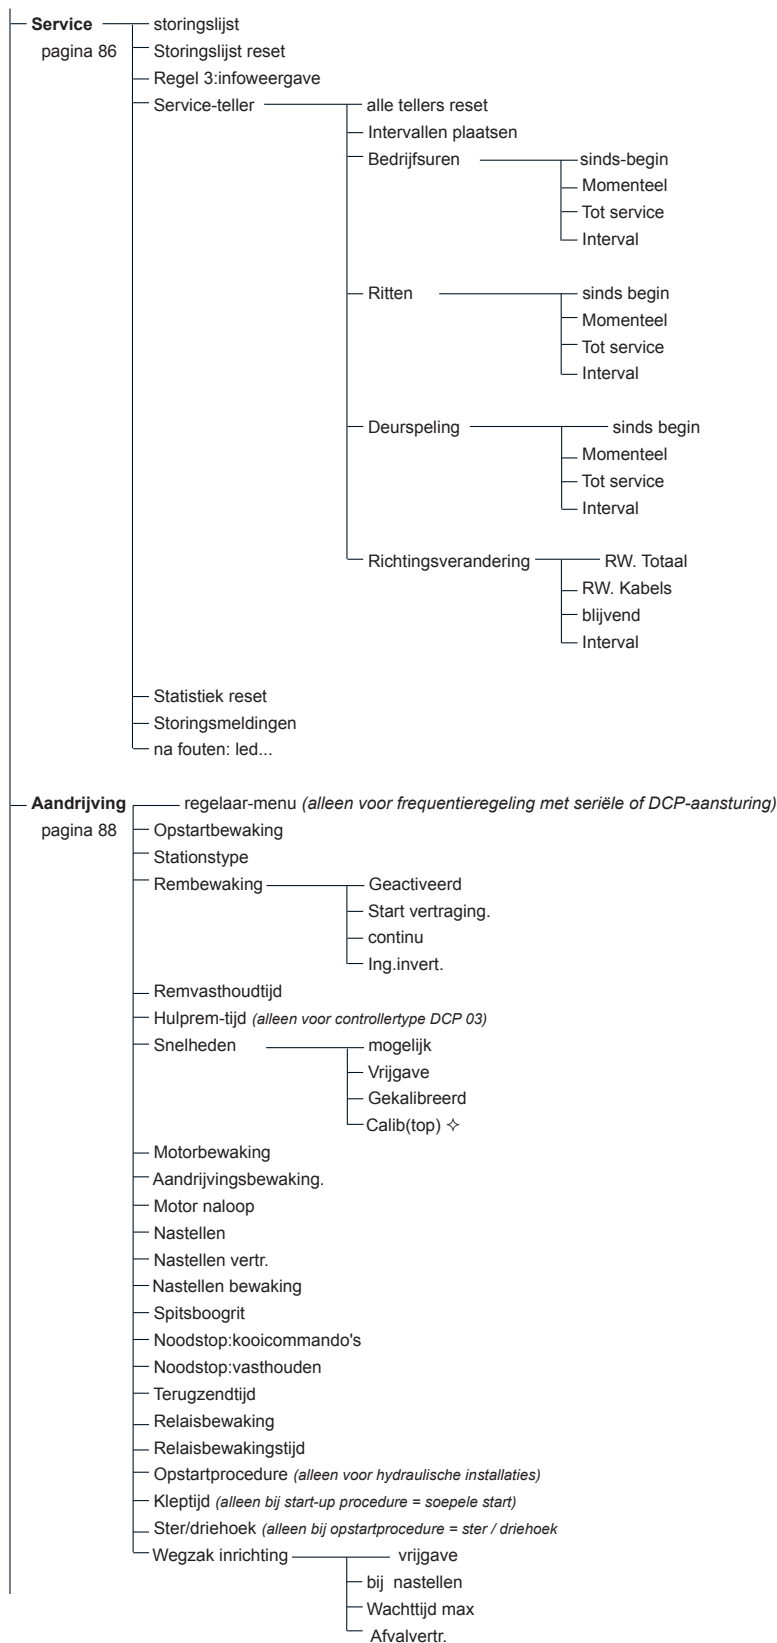 Service storingslijst
pagina 86 Storingslijst reset
Regel 3:infoweergave
Service-teller alle tellers reset
Intervallen plaatsen
Bedrijfsuren sinds-begin
Momenteel
Tot service
Interval
Ritten sinds begin
Momenteel
Tot service
Interval
Deurspeling sinds begin
Momenteel
Tot service
Interval
Richtingsverandering RW. Totaal
RW. Kabels
blijvend
Interval
Statistiek reset
Storingsmeldingen
na fouten: led...
Aandrijving regelaar-menu (alleen voor frequentieregeling met seriële of DCP-aansturing)
pagina 88 Opstartbewaking
Stationstype
Rembewaking Geactiveerd
Start vertraging.
continu
Ing.invert.
Remvasthoudtijd
Hulprem-tijd (alleen voor controllertype DCP 03)
Snelheden mogelijk
Vrijgave
Gekalibreerd
Calib(top) ✧
Motorbewaking
Aandrijvingsbewaking.
Motor naloop
Nastellen
Nastellen vertr.
Nastellen bewaking
Spitsboogrit
Noodstop:kooicommando's
Noodstop:vasthouden
Terugzendtijd
Relaisbewaking
Relaisbewakingstijd
Opstartprocedure (alleen voor hydraulische installaties)
Kleptijd (alleen bij start-up procedure = soepele start)
Ster/driehoek (alleen bij opstartprocedure = ster / driehoek
Wegzak inrichting vrijgave
bij nastellen
Wachttijd max
Afvalvertr.